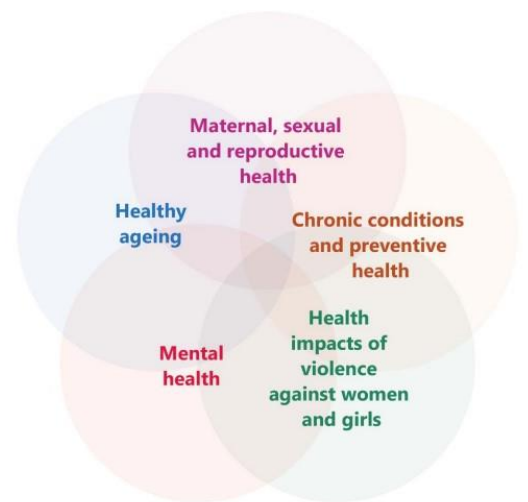 Maternal, sexual
and reproductive
health
Healthy
ageing
Chronic conditions
and preventive
health
Health
impacts of
violence
against women
and girls
Mental
health